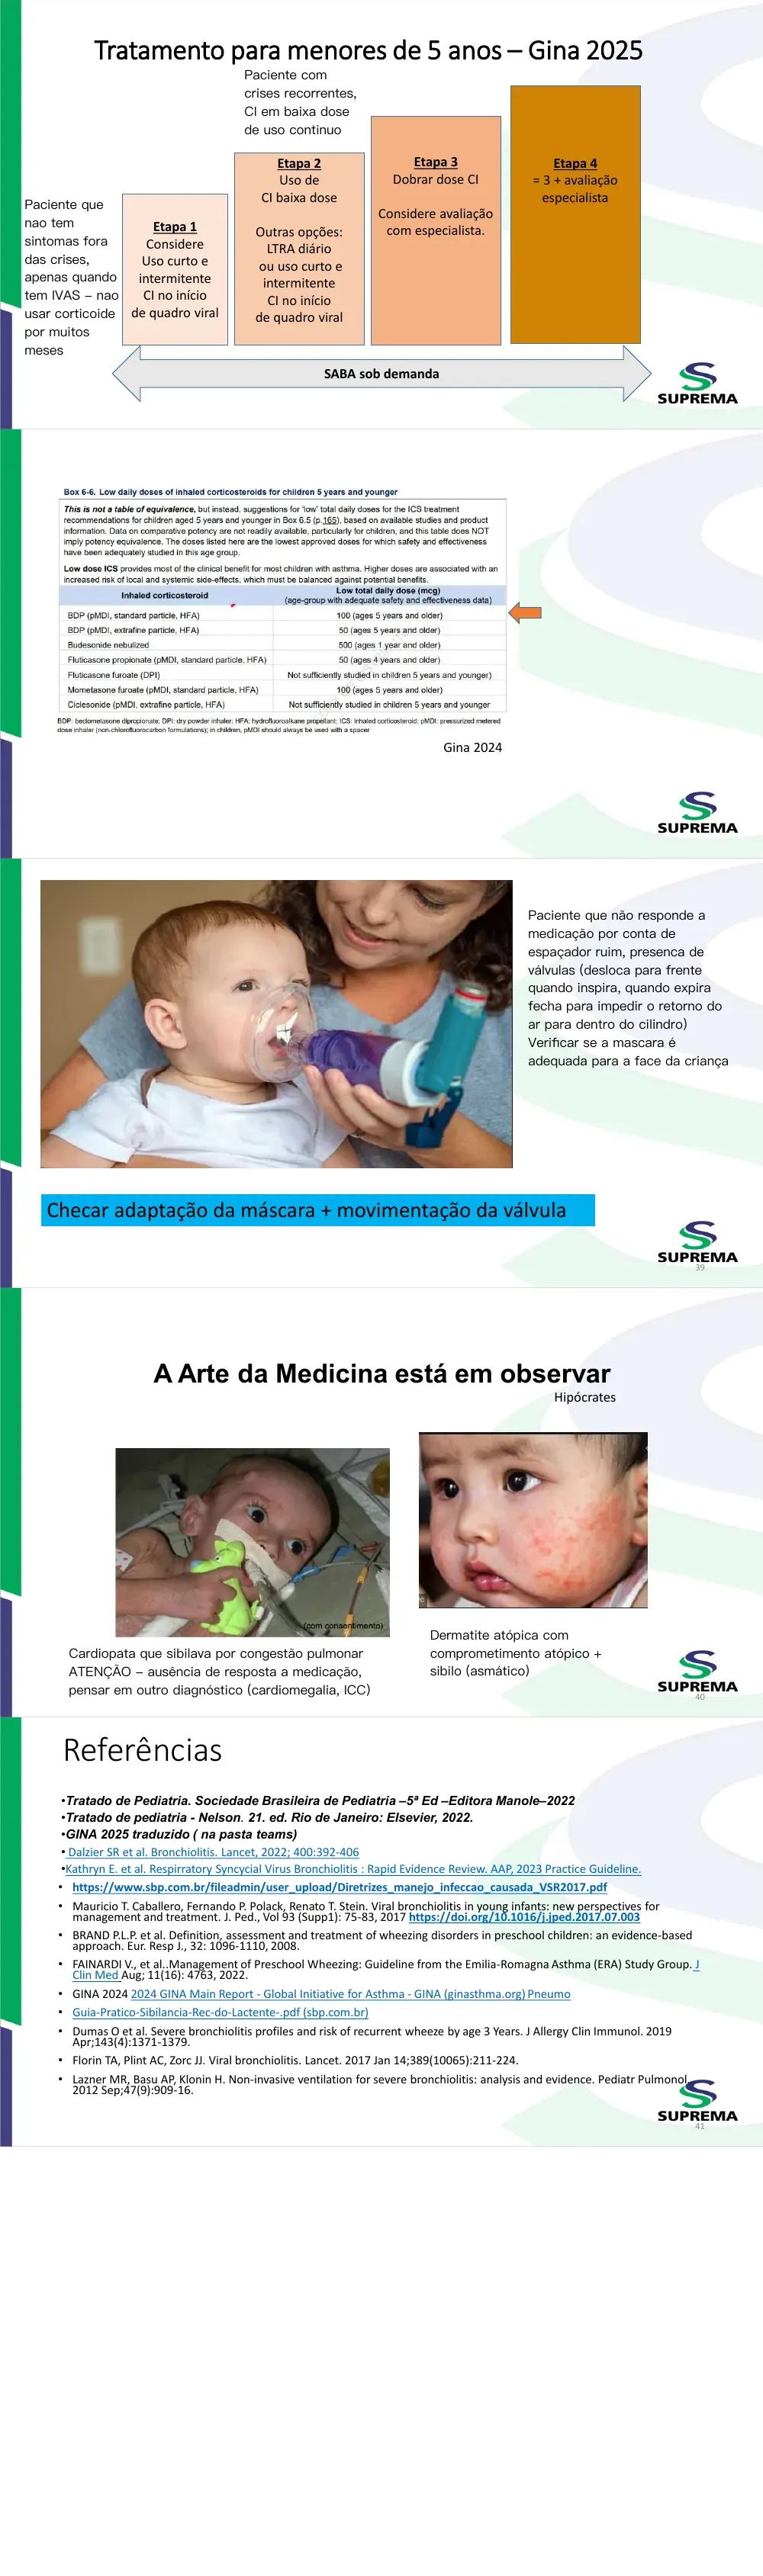 Tratamento para menores de 5 anos – Gina 2025
Paciente com
crises recorrentes,
CI em baixa dose
de uso continuo
Paciente que
nao tem
sintomas fora
das crises,
apenas quando
tem IVAS – nao
usar corticoide
por muitos
meses
Etapa 1
Considere
Uso curto e
intermitente
CI no início
de quadro viral
Etapa 2
Uso de
CI baixa dose
Outras opções:
LTRA diário
ou uso curto e
intermitente
CI no início
de quadro viral
Etapa 3
Dobrar dose CI
Considere avaliação
com especialista.
Etapa 4
= 3 + avaliação
especialista
SABA sob demanda
SUPREMA
Box 6-6. Low daily doses of inhaled corticosteroids for children 5 years and younger
This is not a table of equivalence, but instead, suggestions for 'low' total daily doses for the ICS treatment
recommendations for children aged 5 years and younger in Box 6.5 (p.165), based on available studies and product
information. Data on comparative potency are not readily available, particularly for children, and this table does NOT
imply potency equivalence. The doses listed here are the lowest approved doses for which safety and effectiveness
have been adequately studied in this age group.
Low dose ICS provides most of the clinical benefit for most children with asthma. Higher doses are associated with an
increased risk of local and systemic side-effects, which must be balanced against potential benefits.
Inhaled corticosteroid
Low total daily dose (mcg)
(age-group with adequate safety and effectiveness data)
BDP (pMDI, standard particle, HFA)
100 (ages 5 years and older)
BDP (pMDI, extrafine particle, HFA)
50 (ages 5 years and older)
Budesonide nebulized
500 (ages 1 year and older)
Fluticasone propionate (pMDI, standard particle, HFA)
50 (ages 4 years and older)
Fluticasone furoate (DPI)
Not sufficiently studied in children 5 years and younger)
Mometasone furoate (pMDI, standard particle, HFA)
100 (ages 5 years and older)
Ciclesonide (pMDI, extrafine particle, HFA)
Not sufficiently studied in children 5 years and younger
BDP: beclometasone dipropionate; DPI: dry powder inhaler; HFA: hydrofluoroalkane propellant; ICS: inhaled corticosteroid; pMDI: pressurized metered
dose inhaler (non-chlorofluorocarbon formulations); in children, pMDI should always be used with a spacer
Gina 2024
SUPREMA
Paciente que não responde a
medicação por conta de
espaçador ruim, presenca de
válvulas (desloca para frente
quando inspira, quando expira
fecha para impedir o retorno do
ar para dentro do cilindro)
Verificar se a mascara é
adequada para a face da criança
Checar adaptação da máscara + movimentação da válvula
SUPREMA
39
A Arte da Medicina está em observar
Hipócrates
(com consentimento)
Cardiopata que sibilava por congestão pulmonar
ATENÇÃO – ausência de resposta a medicação,
pensar em outro diagnóstico (cardiomegalia, ICC)
Dermatite atópica com
comprometimento atópico +
sibilo (asmático)
SUPREMA
40
Referências
•Tratado de Pediatria. Sociedade Brasileira de Pediatria –5ª Ed –Editora Manole–2022
•Tratado de pediatria - Nelson. 21. ed. Rio de Janeiro: Elsevier, 2022.
•GINA 2025 traduzido ( na pasta teams)
• Dalzier SR et al. Bronchiolitis. Lancet, 2022; 400:392-406
•Kathryn E. et al. Respirratory Syncycial Virus Bronchiolitis : Rapid Evidence Review. AAP, 2023 Practice Guideline.
• https://www.sbp.com.br/fileadmin/user_upload/Diretrizes_manejo_infeccao_causada_VSR2017.pdf
• Mauricio T. Caballero, Fernando P. Polack, Renato T. Stein. Viral bronchiolitis in young infants: new perspectives for
management and treatment. J. Ped., Vol 93 (Supp1): 75-83, 2017 https://doi.org/10.1016/j.jped.2017.07.003
• BRAND P.L.P. et al. Definition, assessment and treatment of wheezing disorders in preschool children: an evidence-based
approach. Eur. Resp J., 32: 1096-1110, 2008.
• FAINARDI V., et al..Management of Preschool Wheezing: Guideline from the Emilia-Romagna Asthma (ERA) Study Group. J
Clin Med Aug; 11(16): 4763, 2022.
• GINA 2024 2024 GINA Main Report - Global Initiative for Asthma - GINA (ginasthma.org) Pneumo
• Guia-Pratico-Sibilancia-Rec-do-Lactente-.pdf (sbp.com.br)
• Dumas O et al. Severe bronchiolitis profiles and risk of recurrent wheeze by age 3 Years. J Allergy Clin Immunol. 2019
Apr;143(4):1371-1379.
• Florin TA, Plint AC, Zorc JJ. Viral bronchiolitis. Lancet. 2017 Jan 14;389(10065):211-224.
• Lazner MR, Basu AP, Klonin H. Non-invasive ventilation for severe bronchiolitis: analysis and evidence. Pediatr Pulmonol.
2012 Sep;47(9):909-16.
SUPREMA
41